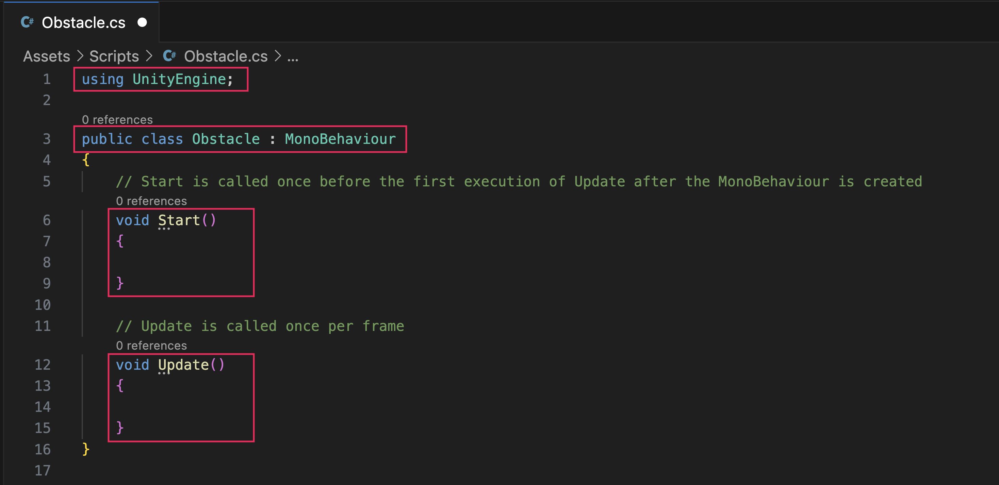 C# Obstacle.cs
Assets > Scripts > C# Obstacle.cs > ...
1 using UnityEngine;
2
0 references
3 public class Obstacle : MonoBehaviour
4 {
5 // Start is called once before the first execution of Update after the MonoBehaviour is created
0 references
6 void Start()
7 {
8
9 }
10
11 // Update is called once per frame
0 references
12 void Update()
13 {
14
15 }
16 }
17